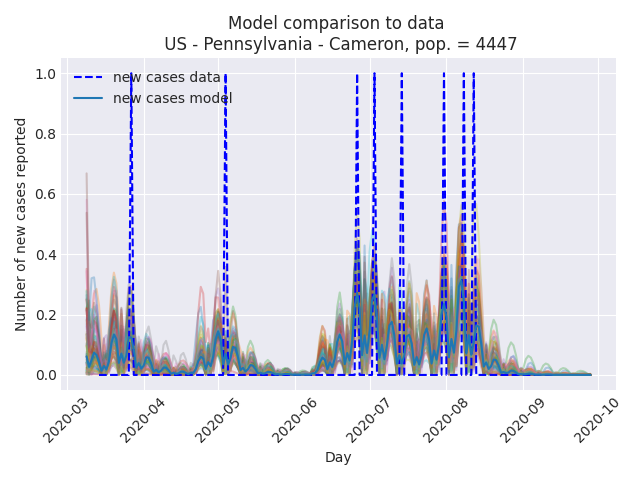 Model comparison to data
US - Pennsylvania - Cameron, pop. = 4447
new cases data
new cases model
Number of new cases reported
1.0
0.8
0.6
0.4
0.2
0.0
2020-03
2020-04
2020-05
2020-06
2020-07
2020-08
2020-09
2020-10
Day